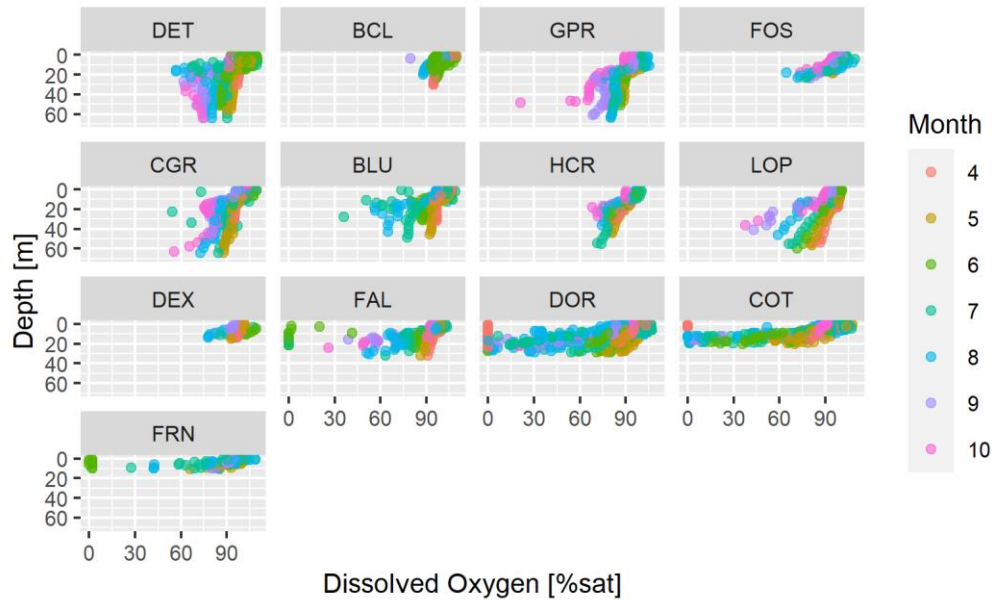 DET BCL GPR FOS
0
20
40
60
CGR BLU HCR LOP
0
20
40
60
DEX FAL DOR COT
0
20
40
60
0 30 60 90 0 30 60 90 0 30 60 90
FRN
0
20
40
60
0 30 60 90
Depth [m]
Dissolved Oxygen [%sat]
Month
4
5
6
7
8
9
10